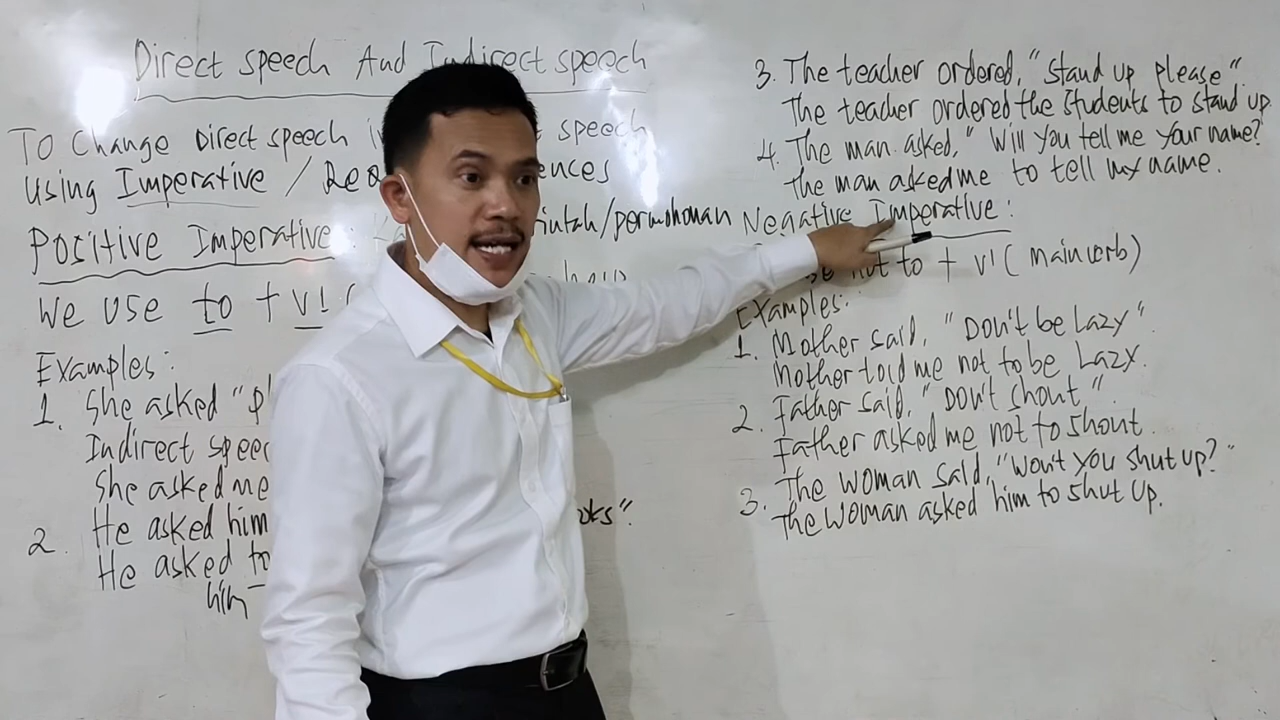 Direct speech And Indirect speech
To Change Direct speech speech
Using Imperative /
Positive Imperative :
We use to + V1 (
Examples :
1. She asked
Indirect
She asked me
2. He asked him
He asked to
him
3. The teacher ordered, "Stand up please"
The teacher ordered the students to stand up.
4. The man asked, "Will you tell me your name?
The man asked me to tell my name.
/permohonan Negative Imperative :
not to + V1 ( main verb)
Examples:
1. Mother said, "Don't be Lazy".
Mother told me not to be Lazy.
2. Father said, "Don't shout".
Father asked me not to shout.
3. The woman said, "Won't you shut up?"
The woman asked him to shut up.